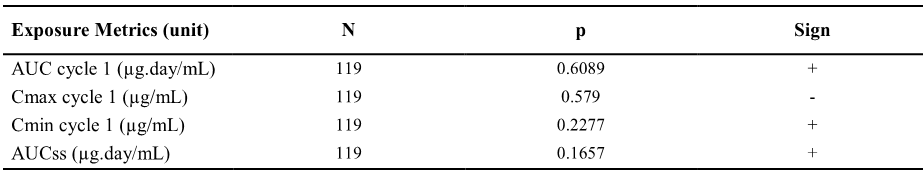 Exposure Metrics (unit) N p Sign
AUC cycle 1 (µg.day/mL) 119 0.6089 +
Cmax cycle 1 (µg/mL) 119 0.579 -
Cmin cycle 1 (µg/mL) 119 0.2277 +
AUCss (µg.day/mL) 119 0.1657 +